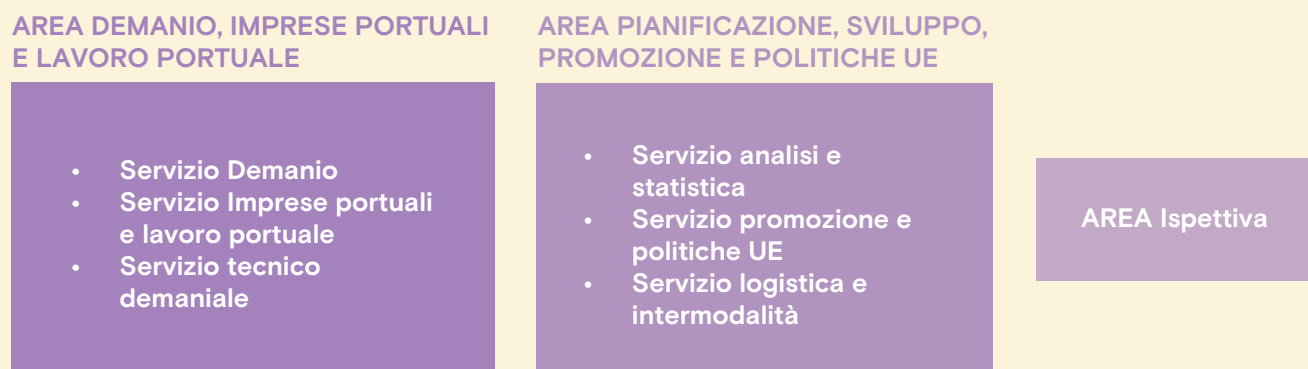 AREA DEMANIO, IMPRESE PORTUALI
E LAVORO PORTUALE
• Servizio Demanio
• Servizio Imprese portuali
e lavoro portuale
• Servizio tecnico
demaniale
AREA PIANIFICAZIONE, SVILUPPO,
PROMOZIONE E POLITICHE UE
• Servizio analisi e
statistica
• Servizio promozione e
politiche UE
• Servizio logistica e
intermodalità
AREA Ispettiva